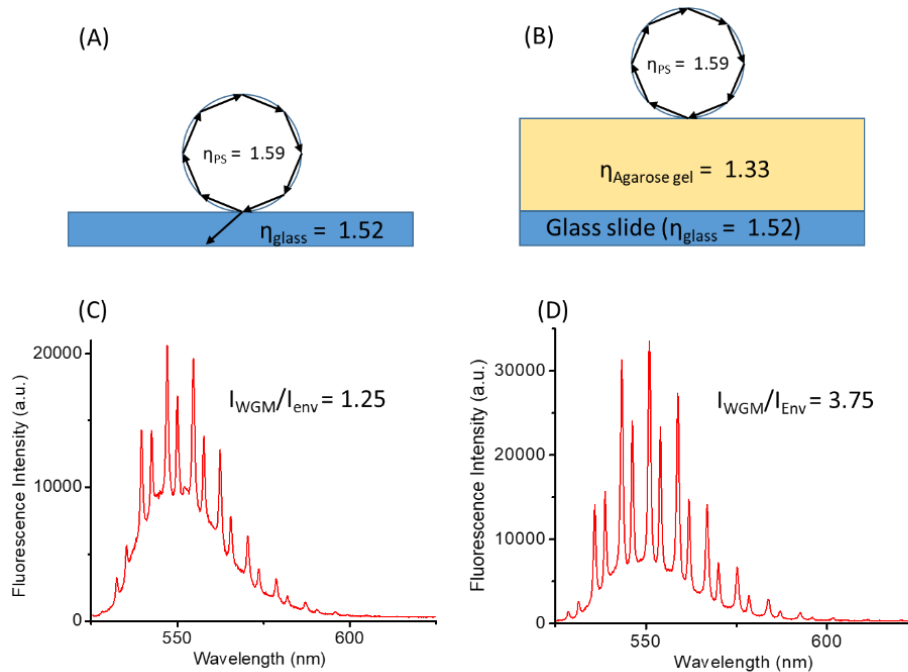 (A)
ηPS = 1.59
ηglass = 1.52
(B)
ηPS = 1.59
ηAgarose gel = 1.33
Glass slide (ηglass = 1.52)
(C)
Fluorescence Intensity (a.u.)
20000
10000
0
IWGM/Ienv = 1.25
550
600
Wavelength (nm)
(D)
Fluorescence Intensity (a.u.)
30000
20000
10000
0
IWGM/IEnv = 3.75
550
600
Wavelength (nm)